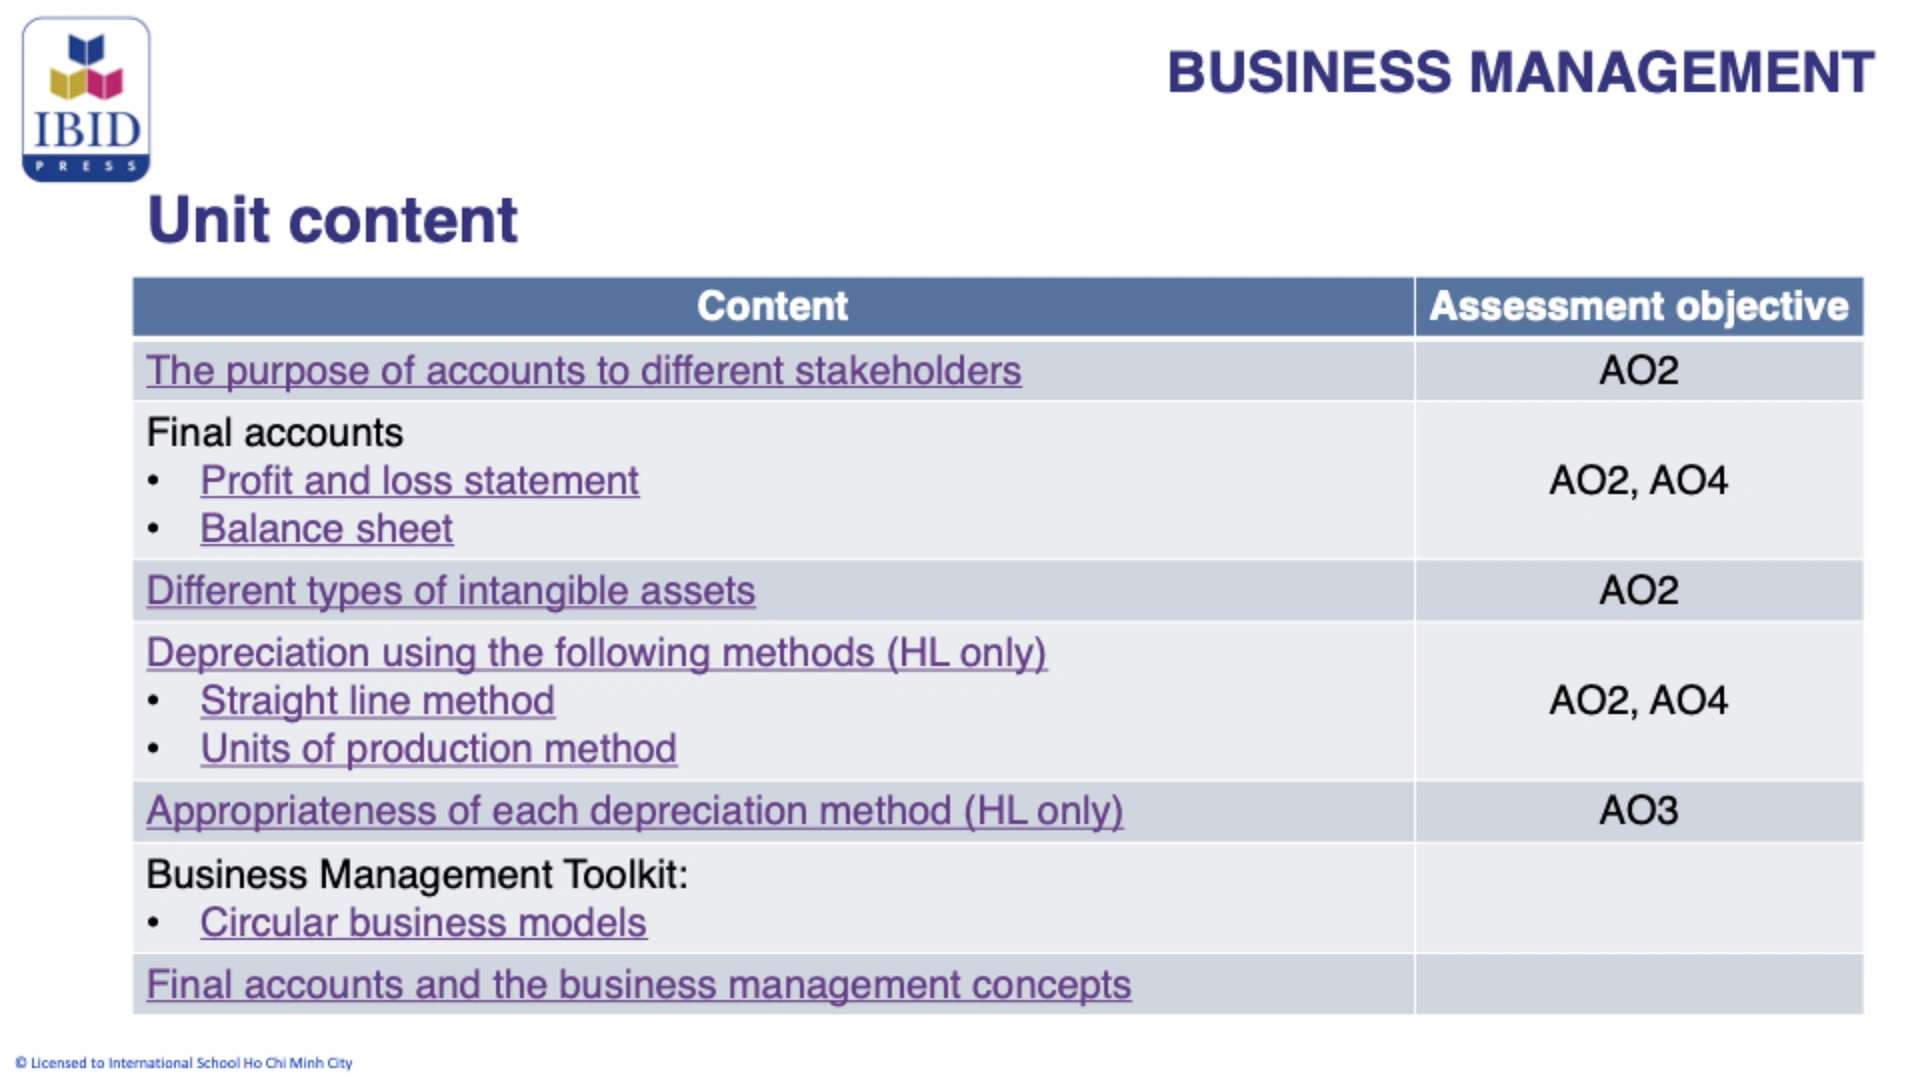 IBID
PRESS
BUSINESS MANAGEMENT
Unit content
Content
Assessment objective
The purpose of accounts to different stakeholders
AO2
Final accounts
• Profit and loss statement
• Balance sheet
AO2, AO4
Different types of intangible assets
AO2
Depreciation using the following methods (HL only)
• Straight line method
• Units of production method
AO2, AO4
Appropriateness of each depreciation method (HL only)
AO3
Business Management Toolkit:
• Circular business models
Final accounts and the business management concepts
© Licensed to International School Ho Chi Minh City